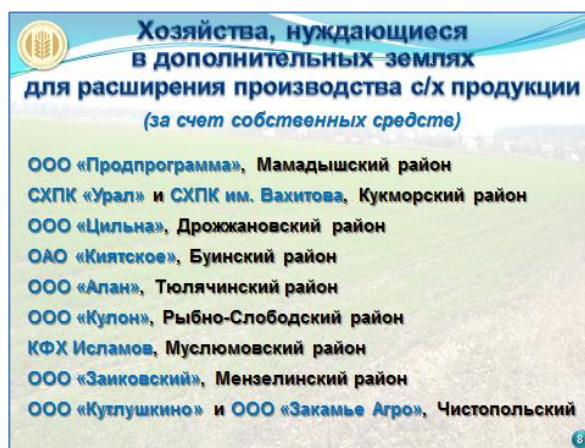 Хозяйства, нуждающиеся
в дополнительных землях
для расширения производства с/х продукции
(за счет собственных средств)
ООО «Продпрограмма», Мамадышский район
СХПК «Урал» и СХПК им. Вахитова, Кукморский район
ООО «Цильна», Дрожжановский район
ОАО «Киятское», Буинский район
ООО «Алан», Тюлячинский район
ООО «Кулон», Рыбно-Слободский район
КФХ Исламов, Муслюмовский район
ООО «Заиковский», Мензелинский район
ООО «Кутлушкино» и ООО «Закамье Агро», Чистопольский
8